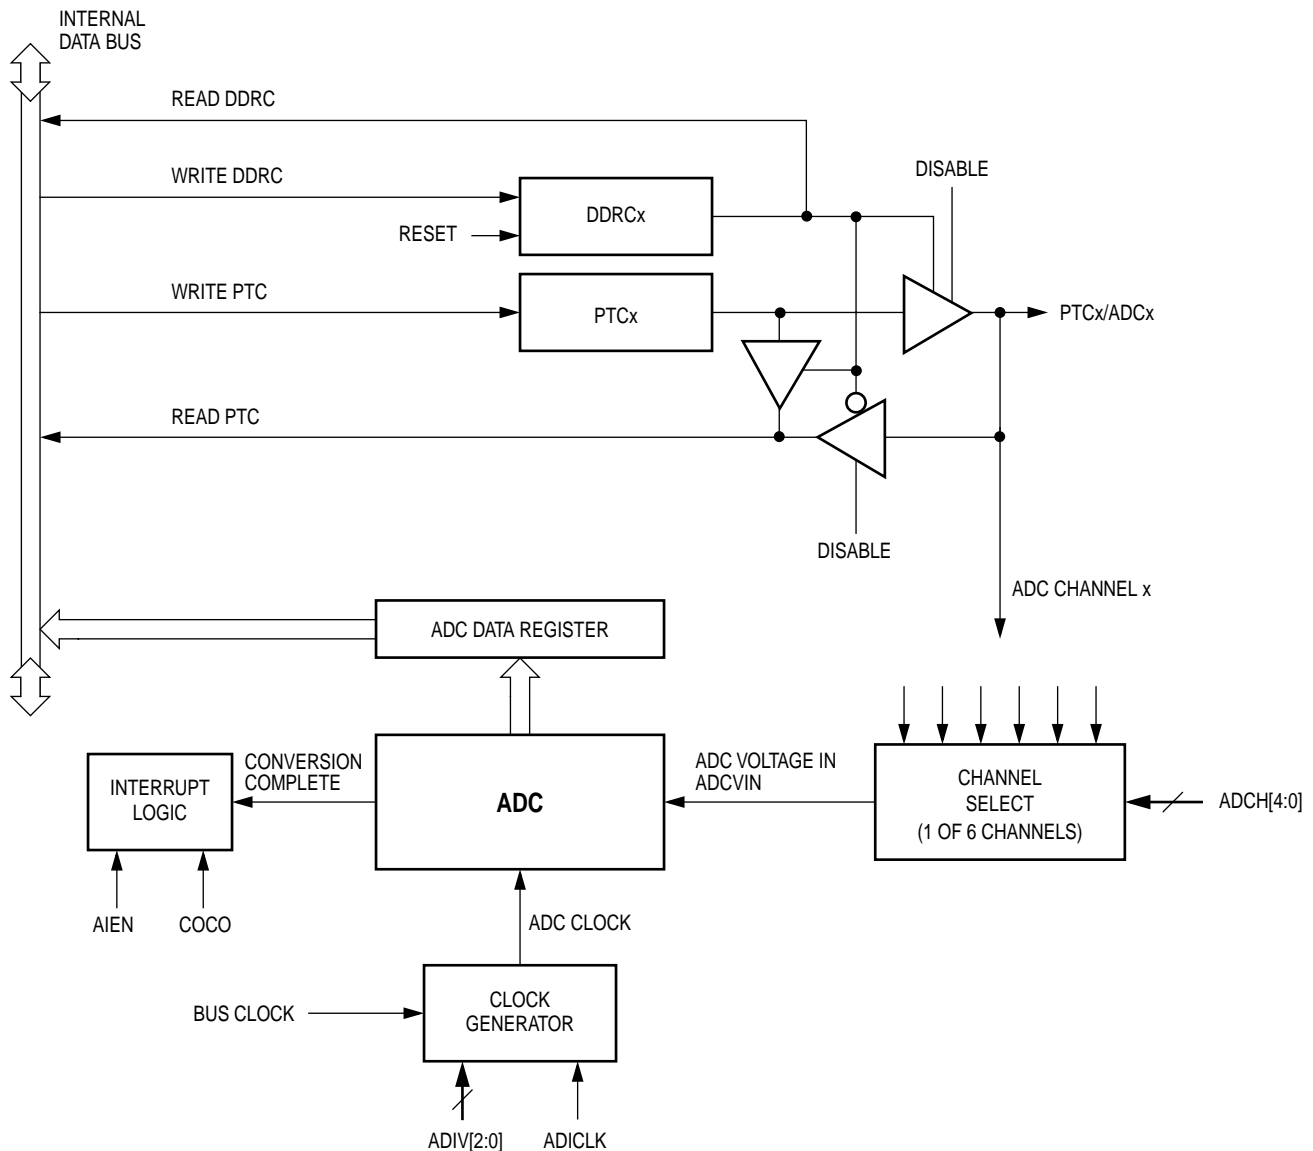 INTERNAL
DATA BUS
READ DDRC
WRITE DDRC
DISABLE
DDRCx
RESET
WRITE PTC
PTCx
PTCx/ADCx
READ PTC
DISABLE
ADC CHANNEL x
ADC DATA REGISTER
INTERRUPT
LOGIC
CONVERSION
COMPLETE
ADC
ADC VOLTAGE IN
ADCVIN
CHANNEL
SELECT
(1 OF 6 CHANNELS)
ADCH[4:0]
AIEN
COCO
ADC CLOCK
BUS CLOCK
CLOCK
GENERATOR
ADIV[2:0]
ADICLK